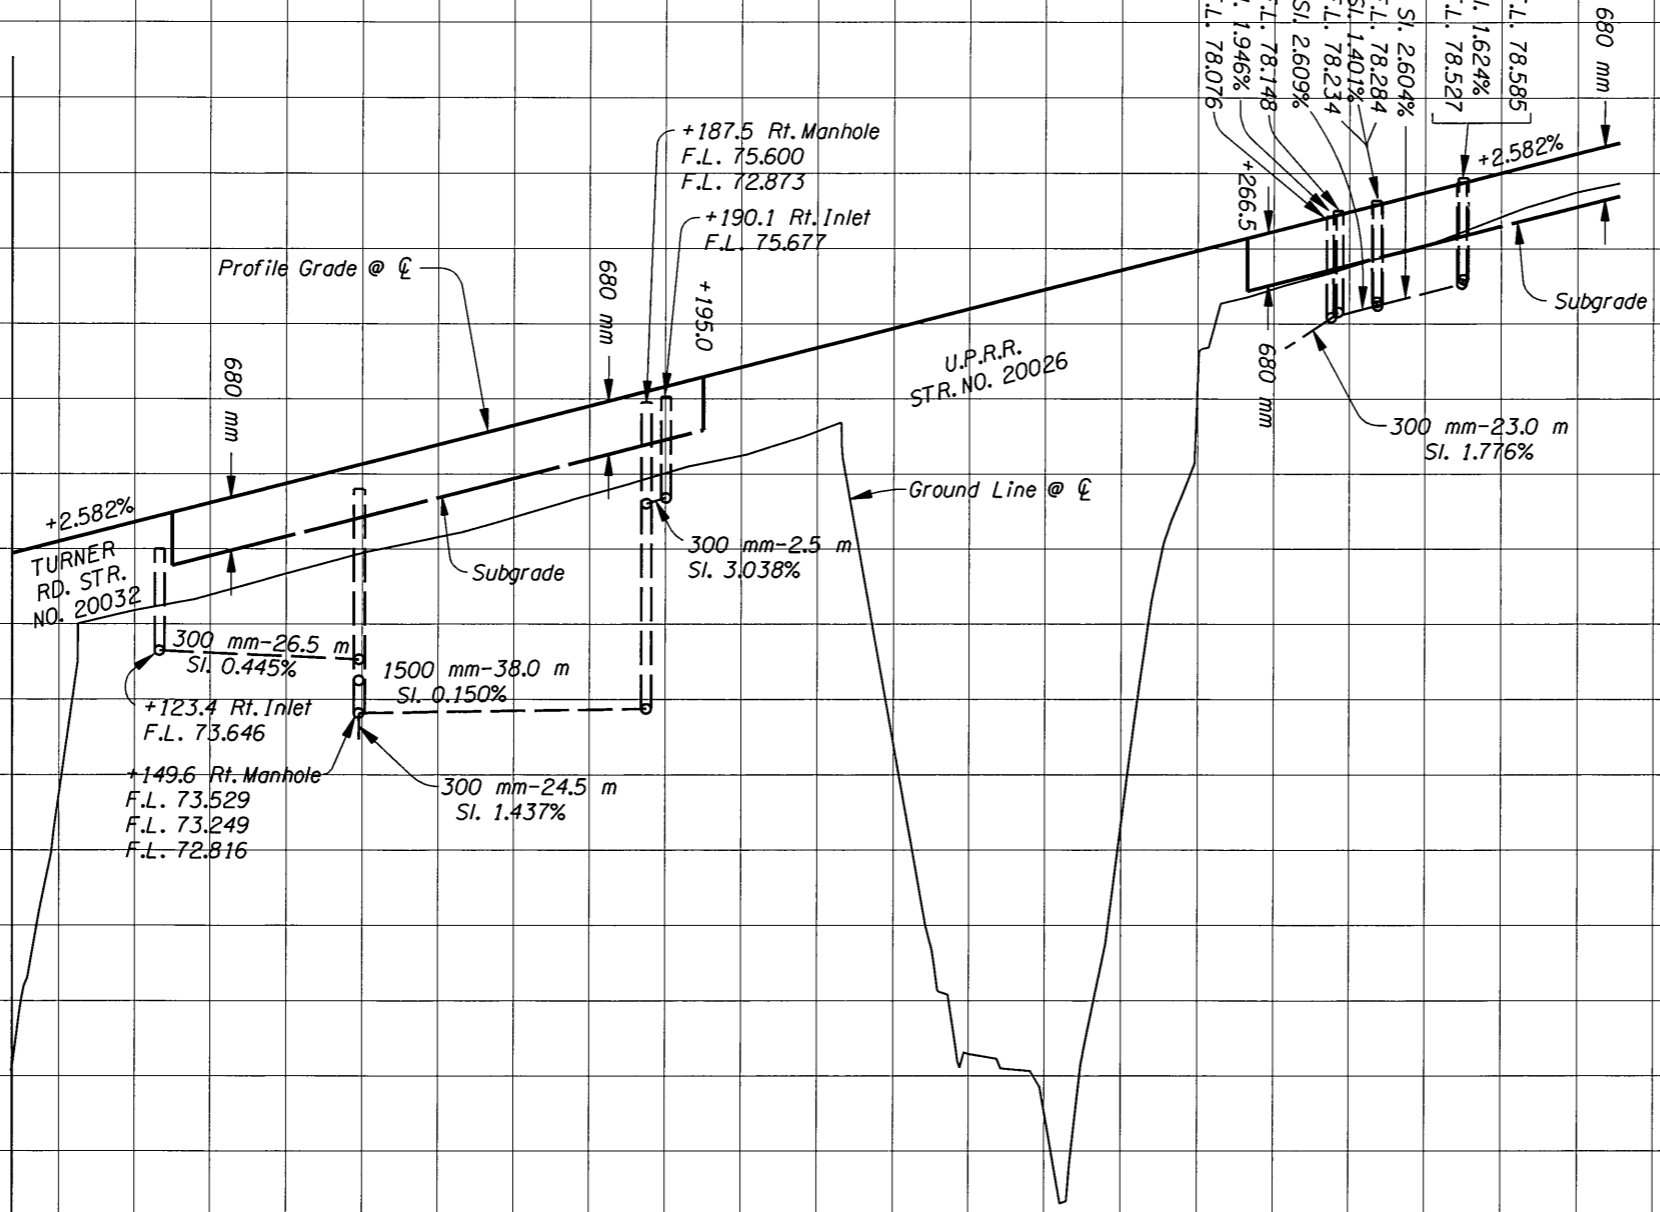 +187.5 Rt. Manhole
F.L. 75.600
F.L. 72.873
+190.1 Rt. Inlet
F.L. 75.677
Profile Grade @ ℄
680 mm
+195.0
680 mm
+2.582%
TURNER
RD. STR.
NO. 20032
Subgrade
300 mm-2.5 m
Sl. 3.038%
300 mm-26.5 m
Sl. 0.445%
1500 mm-38.0 m
Sl. 0.150%
+123.4 Rt. Inlet
F.L. 73.646
+149.6 Rt. Manhole
F.L. 73.529
F.L. 73.249
F.L. 72.816
300 mm-24.5 m
Sl. 1.437%
U.P.R.R.
STR. NO. 20026
Ground Line @ ℄
F.L. 78.076
Sl. 1.946%
F.L. 78.148
Sl. 2.609%
F.L. 78.234
Sl. 1.401%
F.L. 78.284
Sl. 2.604%
F.L. 78.527
Sl. 1.624%
F.L. 78.585
680 mm
+266.5
+2.582%
Subgrade
680 mm
300 mm-23.0 m
Sl. 1.776%